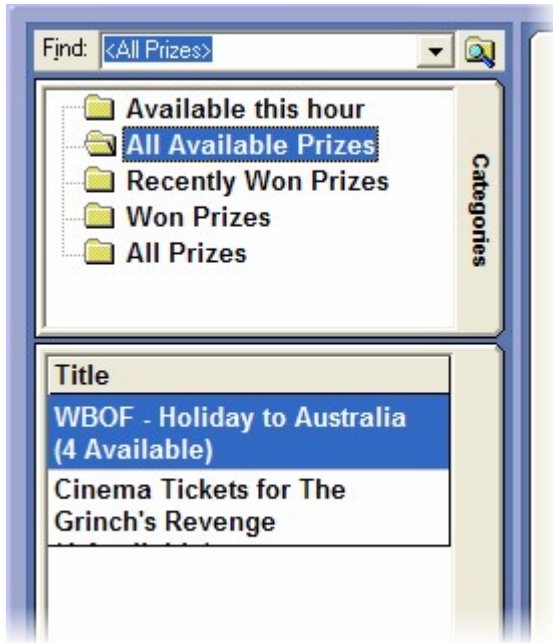 Find: <All Prizes>
Available this hour
All Available Prizes
Recently Won Prizes
Won Prizes
All Prizes
Categories
Title
WBOF - Holiday to Australia
(4 Available)
Cinema Tickets for The
Grinch's Revenge